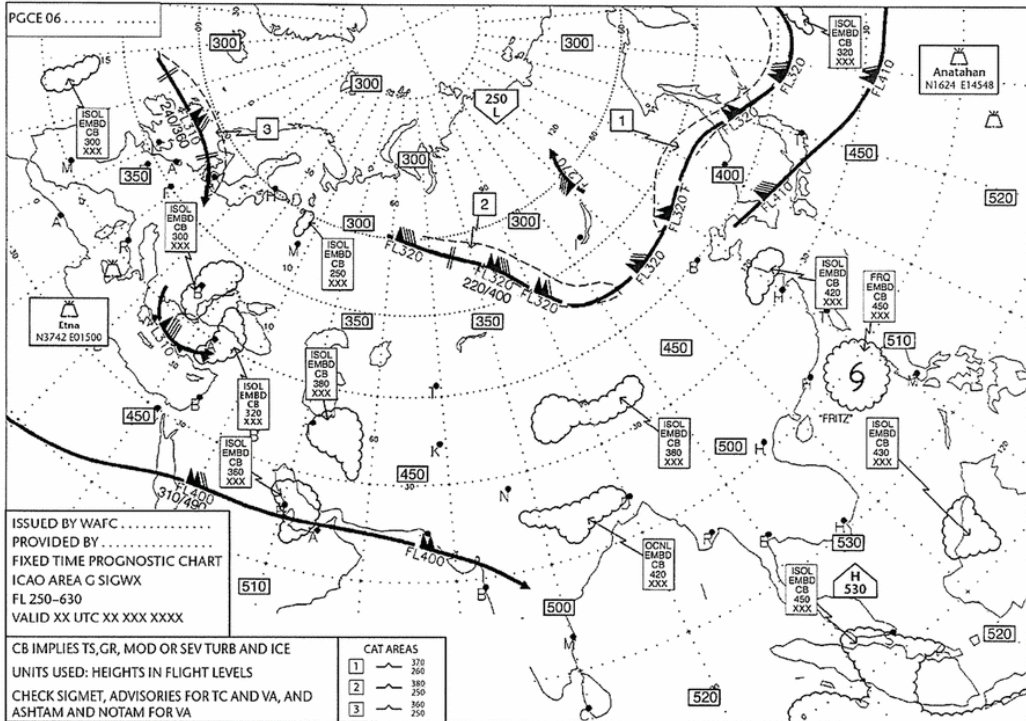 PGCE 06
ISOL
EMBD
CB
300
XXX
300
300
300
300
300
300
250
L
ISOL
EMBD
CB
320
XXX
Anatahan
N1624 E14548
1
2
3
FL320
FL320
FL410
FL410
240/360
350
400
450
520
M
ISOL
EMBD
CB
300
XXX
ISOL
EMBD
CB
250
XXX
FL320
FL320
220/400
FL320
FL320
FL320
ISOL
EMBD
CB
420
XXX
FRQ
EMBD
CB
450
XXX
Etna
N3742 E01500
FL310
350
350
450
510
ISOL
EMBD
CB
380
XXX
ISOL
EMBD
CB
320
XXX
"FRITZ"
ISOL
EMBD
CB
380
XXX
ISOL
EMBD
CB
430
XXX
450
500
ISOL
EMBD
CB
360
XXX
450
K
N
H
FL400
310/490
FL400
OCNL
EMBD
CB
420
XXX
530
H
530
ISOL
EMBD
CB
450
XXX
510
500
520
520
ISSUED BY WAFC
PROVIDED BY
FIXED TIME PROGNOSTIC CHART
ICAO AREA G SIGWX
FL 250–630
VALID XX UTC XX XXX XXXX
CB IMPLIES TS,GR, MOD OR SEV TURB AND ICE
UNITS USED: HEIGHTS IN FLIGHT LEVELS
CHECK SIGMET, ADVISORIES FOR TC AND VA, AND
ASHTAM AND NOTAM FOR VA
CAT AREAS
1 370
260
2 380
250
3 360
250